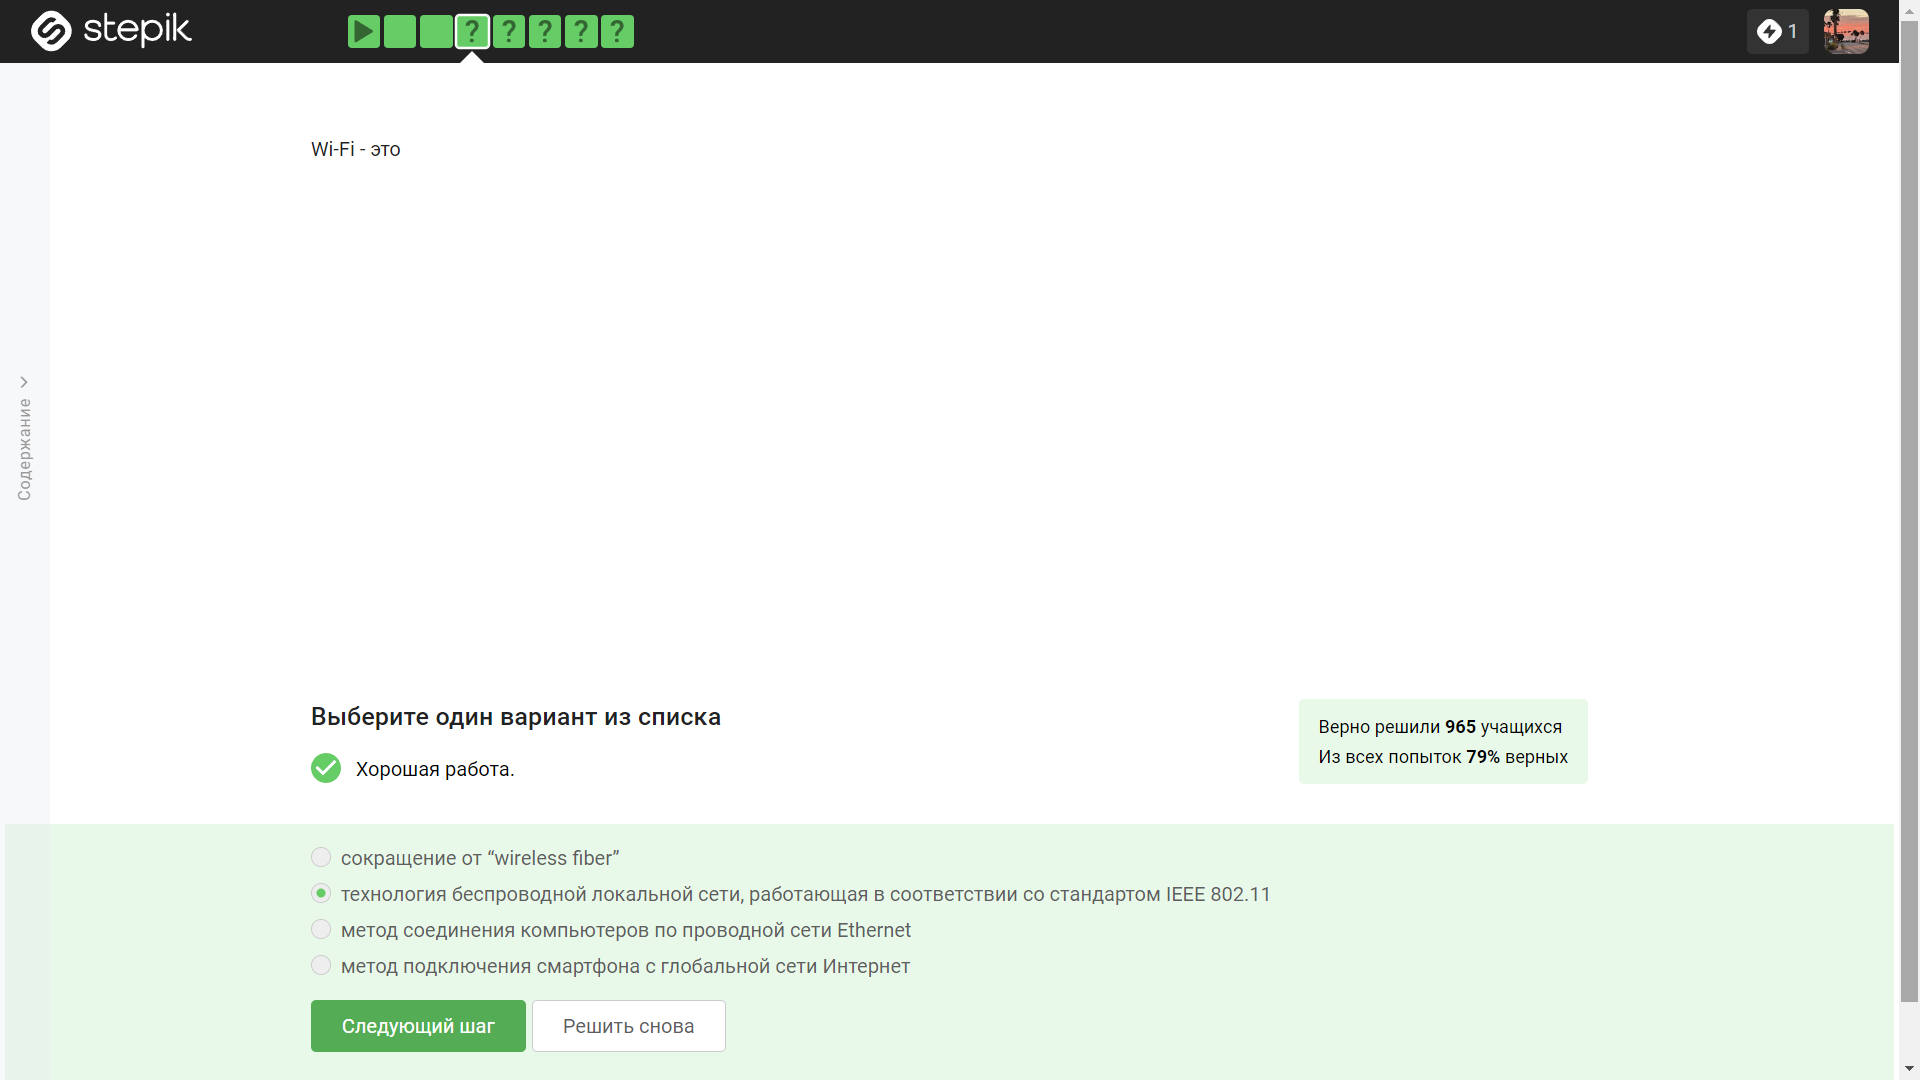 stepik
? ? ? ? ?
1
Содержание
Wi-Fi - это
Выберите один вариант из списка
Хорошая работа.
Верно решили 965 учащихся
Из всех попыток 79% верных
сокращение от “wireless fiber”
технология беспроводной локальной сети, работающая в соответствии со стандартом IEEE 802.11
метод соединения компьютеров по проводной сети Ethernet
метод подключения смартфона с глобальной сети Интернет
Следующий шаг
Решить снова